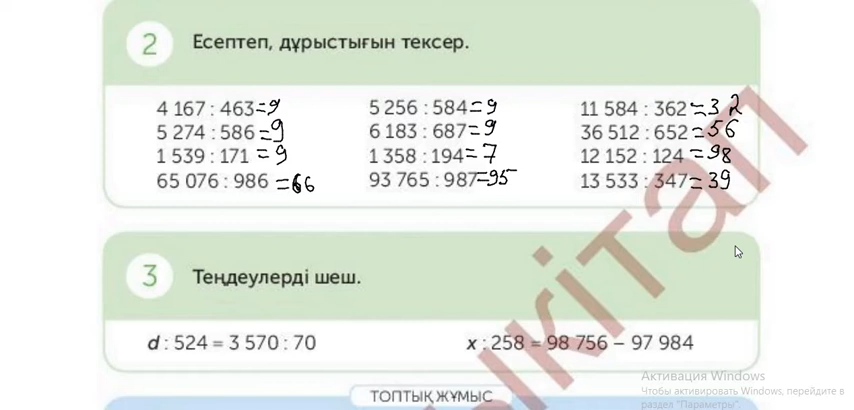 2 Есептеп, дұрыстығын тексер.
4 167 : 463 =9 5 256 : 584 =9 11 584 : 362 =32
5 274 : 586 =9 6 183 : 687 =9 36 512 : 652 =56
1 539 : 171 =9 1 358 : 194 =7 12 152 : 124 =98
65 076 : 986 =66 93 765 : 987 =95 13 533 : 347 =39
3 Теңдеулерді шеш.
d : 524 = 3 570 : 70 x : 258 = 98 756 – 97 984
ТОПТЫҚ ЖҰМЫС
Активация Windows
Чтобы активировать Windows, перейдите в
раздел "Параметры".